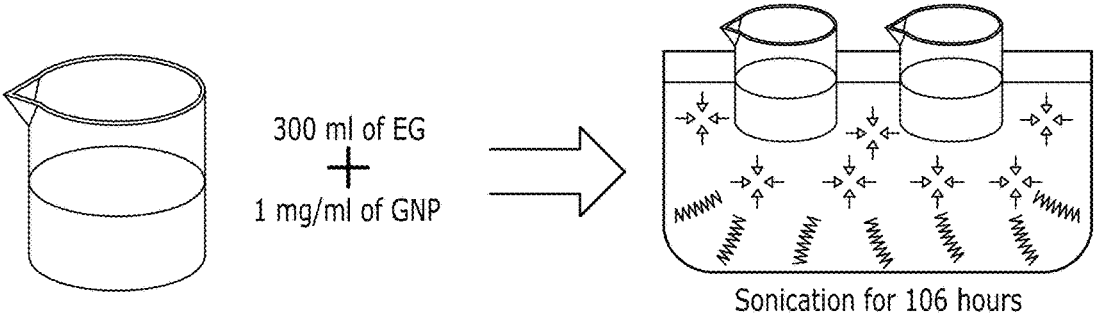 300 ml of EG
+
1 mg/ml of GNP
Sonication for 106 hours